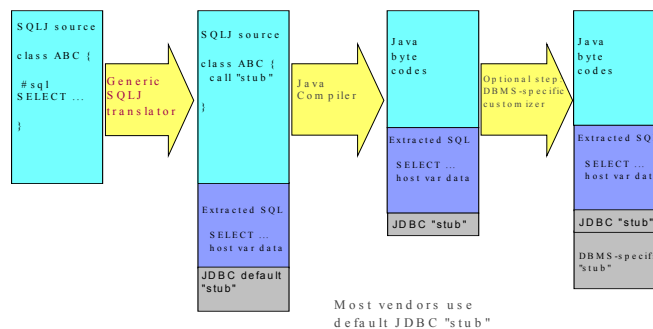 SQLJ source
class ABC {
# sql
SELECT ...
}
Generic
SQLJ
translator
SQLJ source
class ABC {
call "stub"
}
Extracted SQL
SELECT ...
host var data
JDBC default
"stub"
Java
Compiler
Java
byte
codes
Extracted SQL
SELECT ...
host var data
JDBC "stub"
Optional step
DBMS-specific
customizer
Java
byte
codes
Extracted SQ
SELECT ...
host var dat
JDBC "stub"
DBMS-specif
"stub"
Most vendors use
default JDBC "stub"